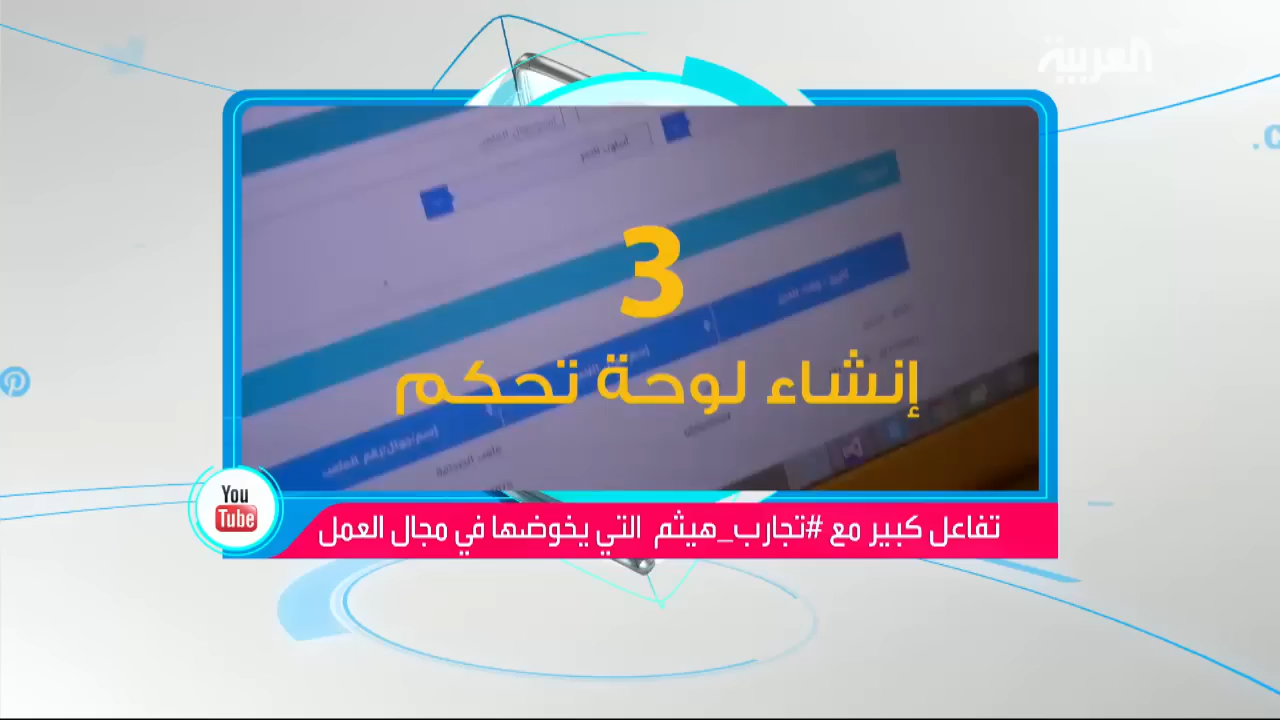 العربية
3
إنشاء لوحة تحكم
You
Tube
تفاعل كبير مع #تجارب_هيثم التي يخوضها في مجال العمل